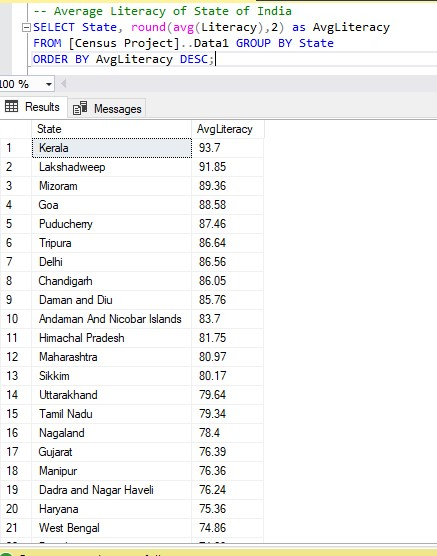 -- Average Literacy of State of India
SELECT State, round(avg(Literacy),2) as AvgLiteracy
FROM [Census Project]..Data1 GROUP BY State
ORDER BY AvgLiteracy DESC;
100 %
Results Messages
State AvgLiteracy
1 Kerala 93.7
2 Lakshadweep 91.85
3 Mizoram 89.36
4 Goa 88.58
5 Puducherry 87.46
6 Tripura 86.64
7 Delhi 86.56
8 Chandigarh 86.05
9 Daman and Diu 85.76
10 Andaman And Nicobar Islands 83.7
11 Himachal Pradesh 81.75
12 Maharashtra 80.97
13 Sikkim 80.17
14 Uttarakhand 79.64
15 Tamil Nadu 79.34
16 Nagaland 78.4
17 Gujarat 76.39
18 Manipur 76.36
19 Dadra and Nagar Haveli 76.24
20 Haryana 75.36
21 West Bengal 74.86